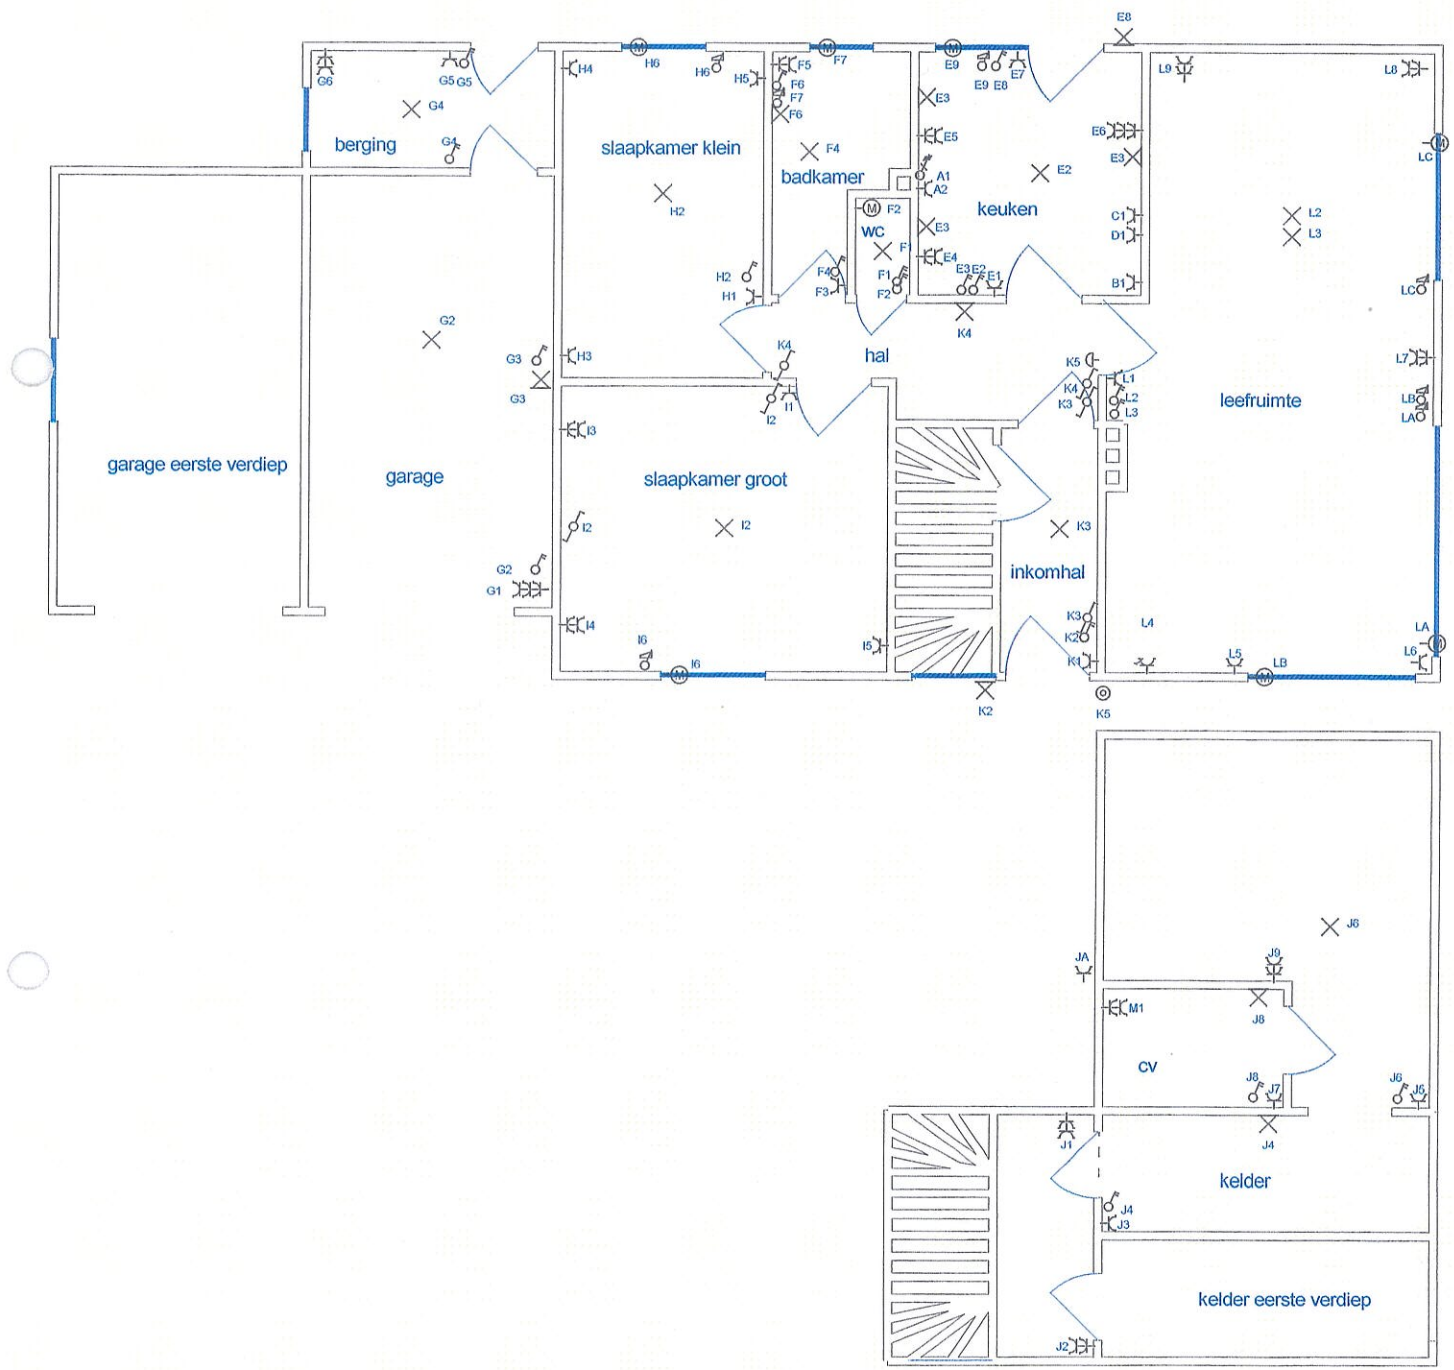 E8
G6
G5
G5
H6
H6
F7
E9
E9
E8
E7
L9
L8
H4
H5
F5
F6
F7
F6
E3
G4
E5
E6
LC
berging
G4
slaapkamer klein
F4
badkamer
E3
E2
A1
A2
H2
F2
keuken
C1
L2
WC
E3
D1
L3
F1
E4
H2
F4
F1
E3
E2
E1
B1
LC
H1
F3
F2
G2
K4
K4
hal
G3
H3
K5
L7
G3
K4
L1
I1
K3
L2
LB
leefruimte
I2
L3
LA
I3
garage eerste verdiep
garage
slaapkamer groot
I2
I2
K3
G2
inkomhal
G1
K3
L4
I4
K2
LA
I6
I5
K1
L5
L6
I6
LB
K2
K5
J6
JA
J9
M1
J8
CV
J8
J7
J6
J5
J1
J4
kelder
J4
J3
kelder eerste verdiep
J2